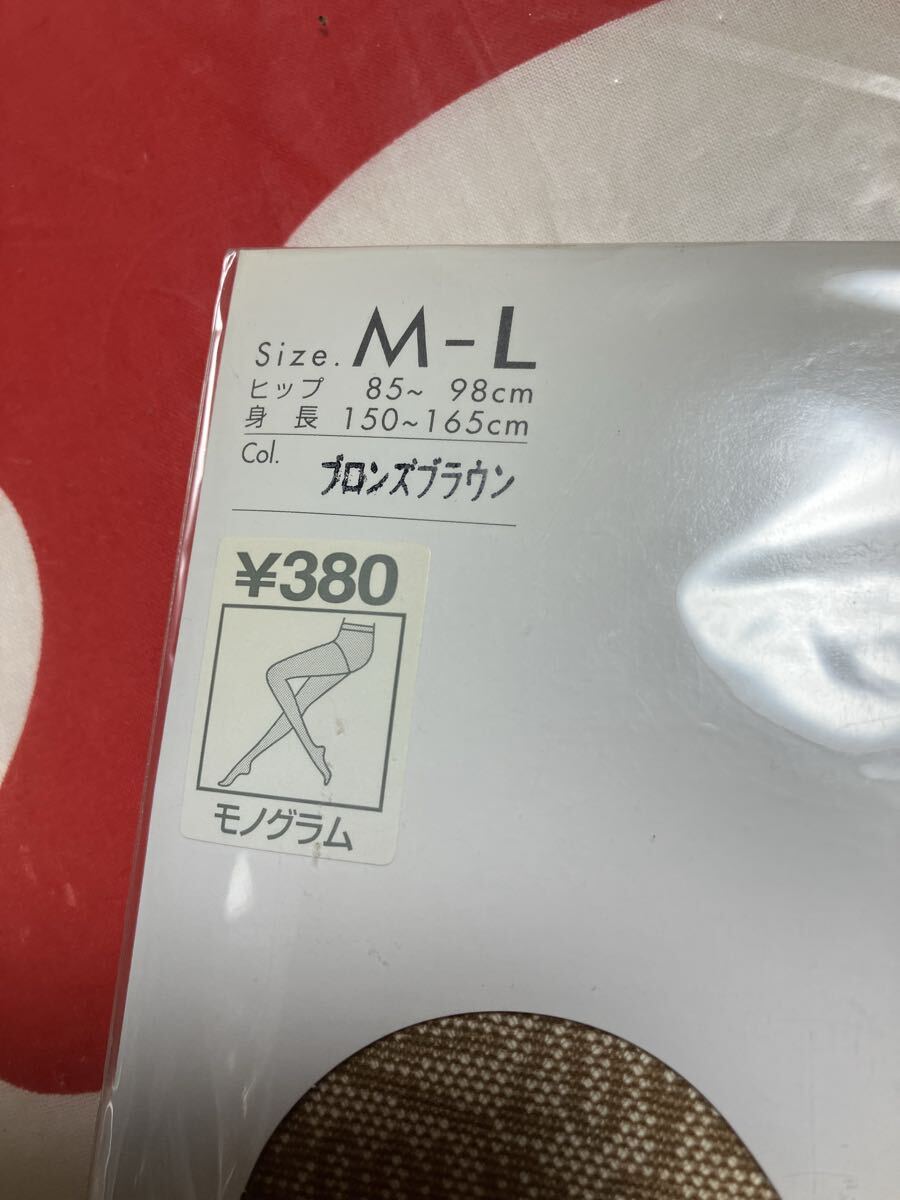 Size. M-L
ヒップ 85~ 98cm
身 長 150~165cm
Col. ブロンズブラウン
¥380
モノグラム